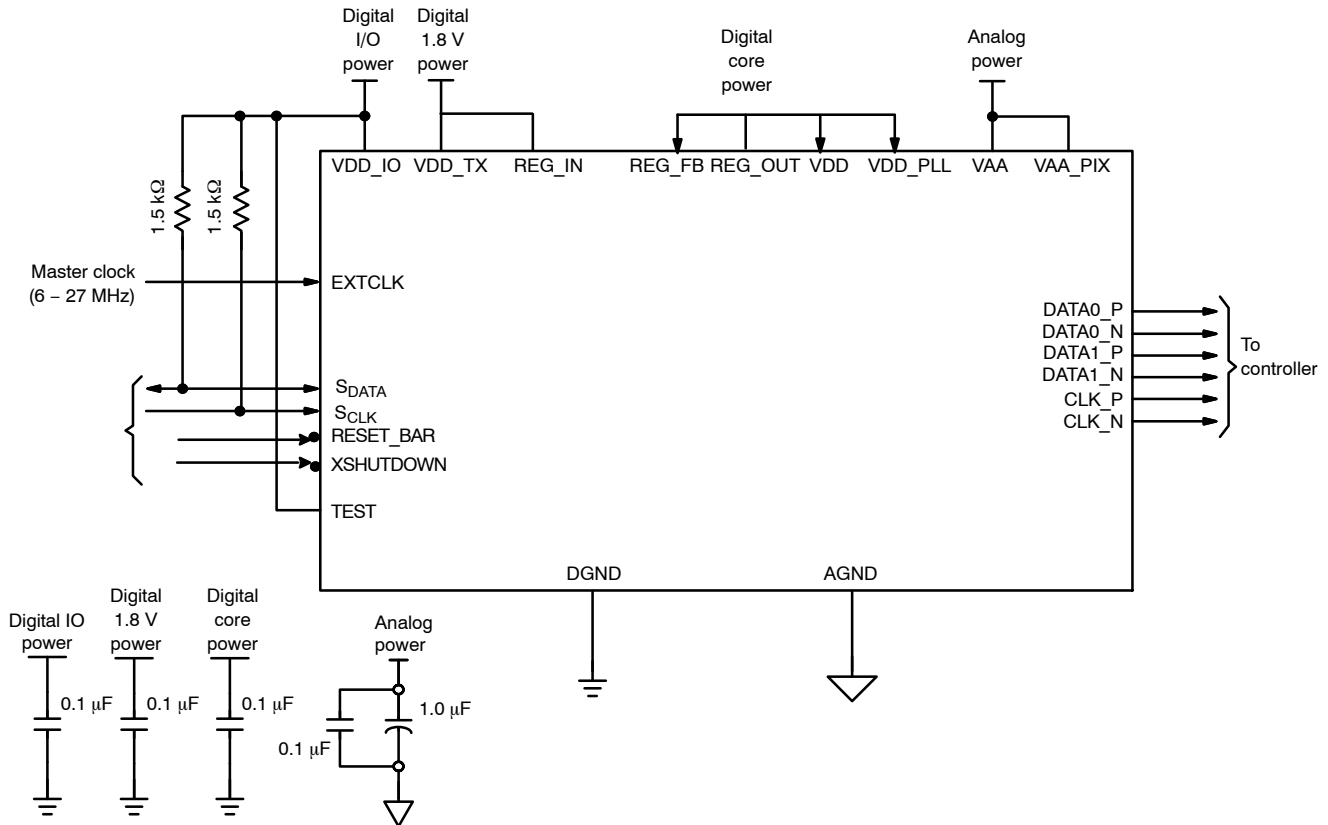 Digital
I/O
power
Digital
1.8 V
power
Digital
core
power
Analog
power
VDD_IO
VDD_TX
REG_IN
REG_FB
REG_OUT
VDD
VDD_PLL
VAA
VAA_PIX
1.5 kΩ
1.5 kΩ
Master clock
(6 – 27 MHz)
EXTCLK
SDATA
SCLK
RESET_BAR
XSHUTDOWN
TEST
DATA0_P
DATA0_N
DATA1_P
DATA1_N
CLK_P
CLK_N
To
controller
DGND
AGND
Digital IO
power
Digital
1.8 V
power
Digital
core
power
Analog
power
0.1 μF
0.1 μF
0.1 μF
0.1 μF
1.0 μF